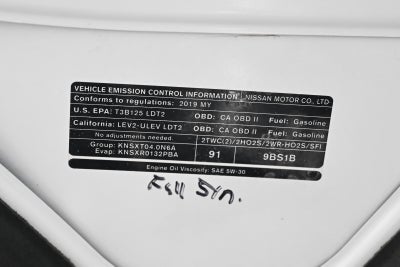 VEHICLE EMISSION CONTROL INFORMATION NISSAN MOTOR CO., LTD
Conforms to regulations: 2019 MY
U.S. EPA: T3B125 LDT2 OBD: CA OBD II Fuel: Gasoline
California: LEV2-ULEV LDT2 OBD: CA OBD II Fuel: Gasoline
No adjustments needed. 2TWC(2)/2HO2S/2WR-HO2S/SFI
Group: KNSXT04.0N6A
Evap: KNSXR0132PBA 91 9BS1B
Engine Oil Viscosity: SAE 5W-30
Full Syn.